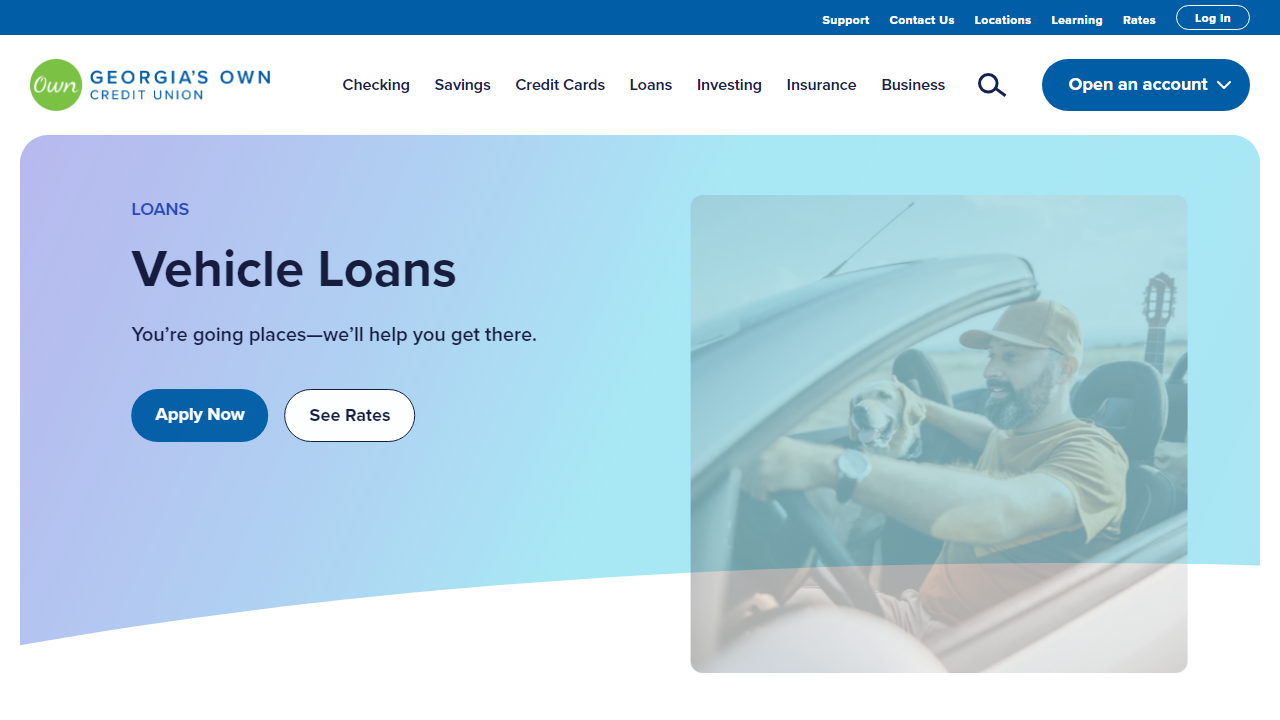 Support Contact Us Locations Learning Rates Log In
Own GEORGIA'S OWN
CREDIT UNION
Checking Savings Credit Cards Loans Investing Insurance Business Open an account
LOANS
Vehicle Loans
You’re going places—we’ll help you get there.
Apply Now See Rates